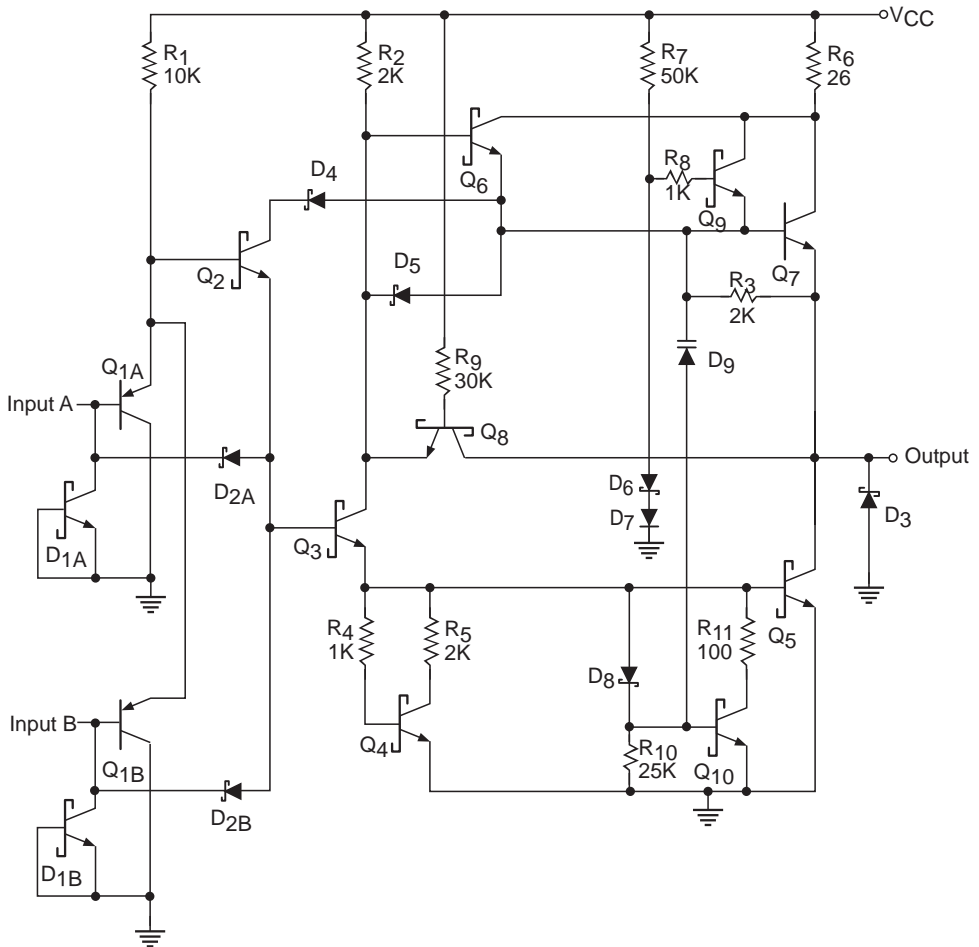 VCC
R1
10K
R2
2K
R7
50K
R6
26
D4
Q6
R8
1K
Q9
Q2
D5
Q7
R3
2K
Q1A
R9
30K
D9
Input A
Q8
Output
D2A
D6
D7
D3
Q3
D1A
R4
1K
R5
2K
R11
100
Q5
D8
Input B
Q4
R10
25K
Q10
Q1B
D2B
D1B